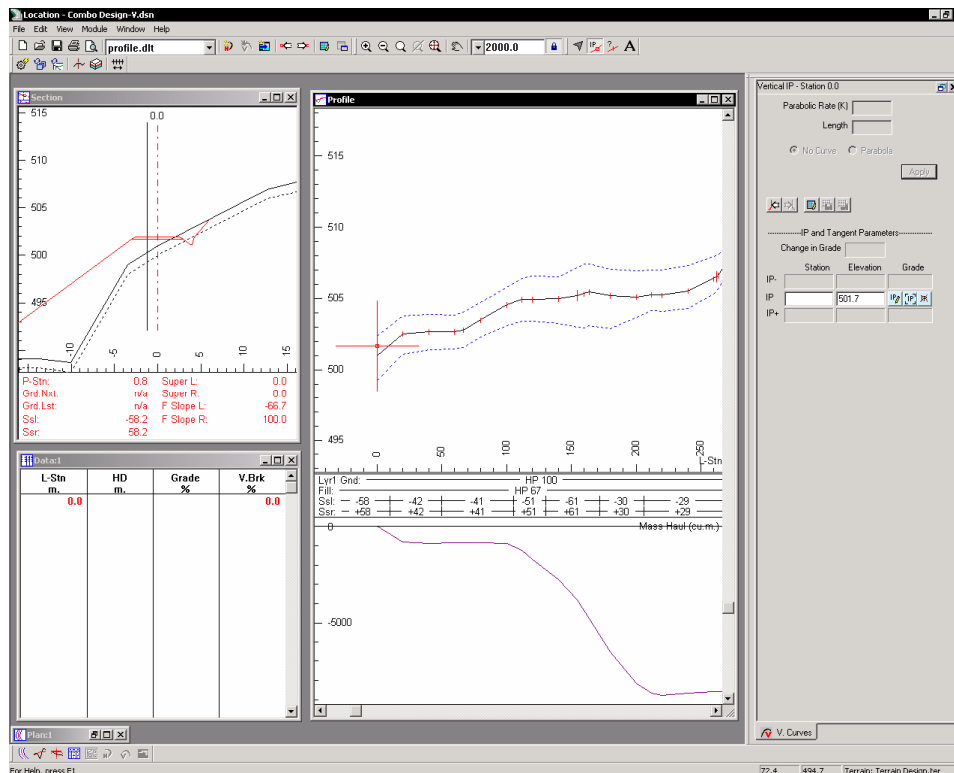 Location - Combo Design-V.dsn
File Edit View Module Window Help
profile.dlt
2000.0
IP
A
Section
0.0
515
510
505
500
495
-10
-5
0
5
10
15
P-Stn: 0.8 Super L: 0.0
Grd.Nxt: n/a Super R: 0.0
Grd.Lst: n/a F Slope L: -66.7
Ssl: -58.2 F Slope R: 100.0
Ssr: 58.2
Data:1
L-Stn HD Grade V.Brk
m. m. % %
0.0 0.0
Profile
515
510
505
500
495
0
50
100
150
200
250
L-Stn
Lyr1 Gnd: HP 100
Fill: HP 67
Ssl: -58 -42 -41 -51 -61 -30 -29
Ssr: +58 +42 +41 +51 +61 +30 +29
0
Mass Haul (cu.m.)
-5000
Vertical IP - Station 0.0
Parabolic Rate (K)
Length
No Curve Parabola
Apply
IP and Tangent Parameters
Change in Grade
Station Elevation Grade
IP-
IP 501.7
IP+
V. Curves
Plan:1
For Help, press F1
72.4 494.7 Terrain: Terrain Design.ter